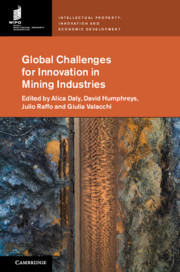 WIPO
INTELLECTUAL PROPERTY,
INNOVATION AND
ECONOMIC DEVELOPMENT
Global Challenges
for Innovation in
Mining Industries
Edited by Alica Daly, David Humphreys,
Julio Raffo and Giulia Valacchi
CAMBRIDGE